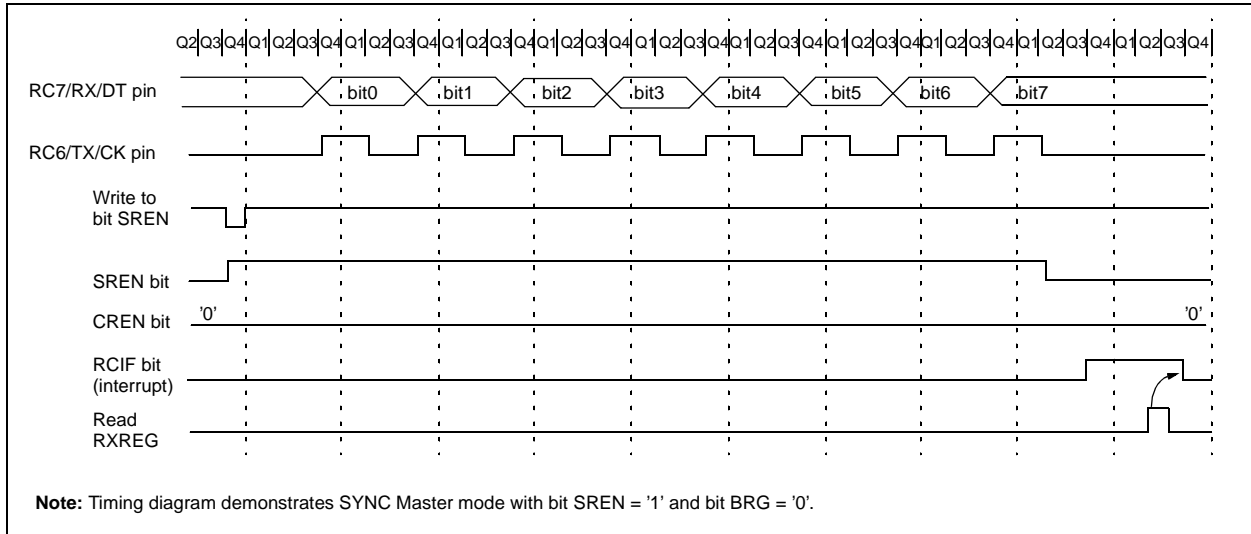 Q2 Q3 Q4 Q1 Q2 Q3 Q4 Q1 Q2 Q3 Q4 Q1 Q2 Q3 Q4 Q1 Q2 Q3 Q4 Q1 Q2 Q3 Q4 Q1 Q2 Q3 Q4 Q1 Q2 Q3 Q4 Q1 Q2 Q3 Q4 Q1 Q2 Q3 Q4 Q1 Q2 Q3 Q4
RC7/RX/DT pin bit0 bit1 bit2 bit3 bit4 bit5 bit6 bit7
RC6/TX/CK pin
Write to
bit SREN
SREN bit
CREN bit '0' '0'
RCIF bit
(interrupt)
Read
RXREG
Note: Timing diagram demonstrates SYNC Master mode with bit SREN = '1' and bit BRG = '0'.